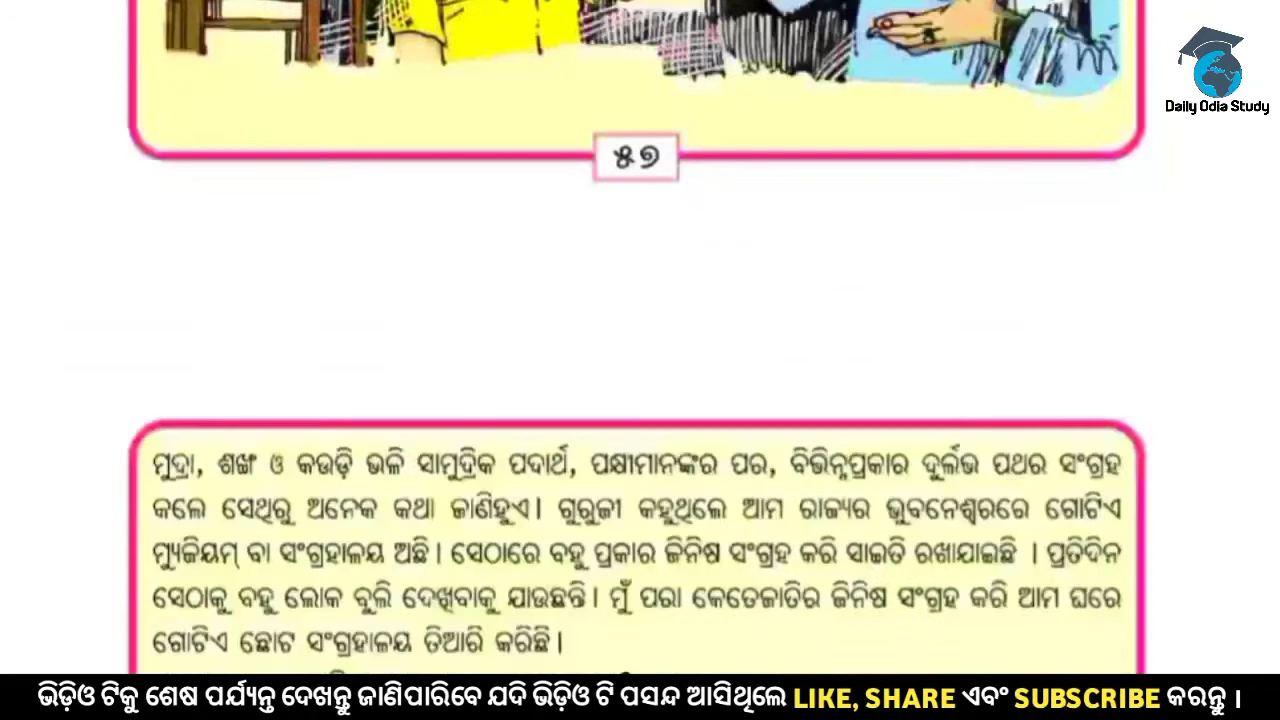 Daily Odia Study
୫୭
ମୁଦ୍ରା, ଶଙ୍ଖ ଓ କଉଡ଼ି ଭଳି ସାମୁଦ୍ରିକ ପଦାର୍ଥ, ପକ୍ଷୀମାନଙ୍କର ପର, ବିଭିନ୍ନପ୍ରକାର ଦୁର୍ଲଭ ପଥର ସଂଗ୍ରହ
କଲେ ସେଥିରୁ ଅନେକ କଥା ଜାଣିହୁଏ। ଗୁରୁଜୀ କହୁଥିଲେ ଆମ ରାଜ୍ୟର ଭୁବନେଶ୍ୱରରେ ଗୋଟିଏ
ମ୍ୟୁଜିୟମ୍ ବା ସଂଗ୍ରହାଳୟ ଅଛି। ସେଠାରେ ବହୁ ପ୍ରକାର ଜିନିଷ ସଂଗ୍ରହ କରି ସାଇତି ରଖାଯାଇଛି । ପ୍ରତିଦିନ
ସେଠାକୁ ବହୁ ଲୋକ ବୁଲି ଦେଖିବାକୁ ଯାଉଛନ୍ତି। ମୁଁ ପରା କେତେଜାତିର ଜିନିଷ ସଂଗ୍ରହ କରି ଆମ ଘରେ
ଗୋଟିଏ ଛୋଟ ସଂଗ୍ରହାଳୟ ତିଆରି କରିଛି।
ଭିଡ଼ିଓ ଟିକୁ ଶେଷ ପର୍ଯ୍ୟନ୍ତ ଦେଖନ୍ତୁ ଜାଣିପାରିବେ ଯଦି ଭିଡ଼ିଓ ଟି ପସନ୍ଦ ଆସିଥିଲେ LIKE, SHARE ଏବଂ SUBSCRIBE କରନ୍ତୁ ।